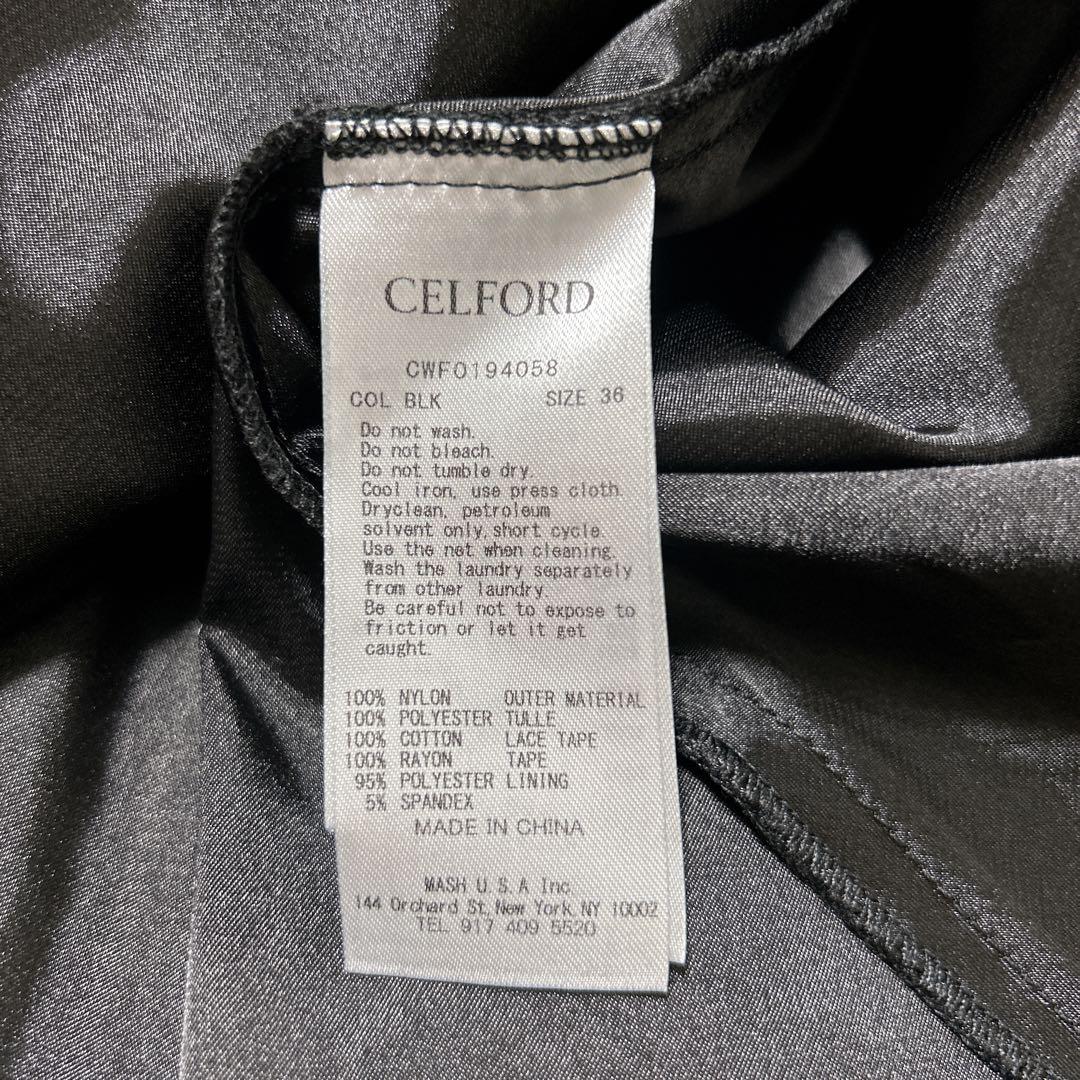 CELFORD
CWFO194058
COL BLK SIZE 36
Do not wash.
Do not bleach.
Do not tumble dry.
Cool iron, use press cloth.
Dryclean, petroleum
solvent only, short cycle.
Use the net when cleaning.
Wash the laundry separately
from other laundry.
Be careful not to expose to
friction or let it get
caught.
100% NYLON OUTER MATERIAL
100% POLYESTER TULLE
100% COTTON LACE TAPE
100% RAYON TAPE
95% POLYESTER LINING
5% SPANDEX
MADE IN CHINA
MASH U.S.A Inc.
144 Orchard St, New York, NY 10002
TEL 917 409 5520